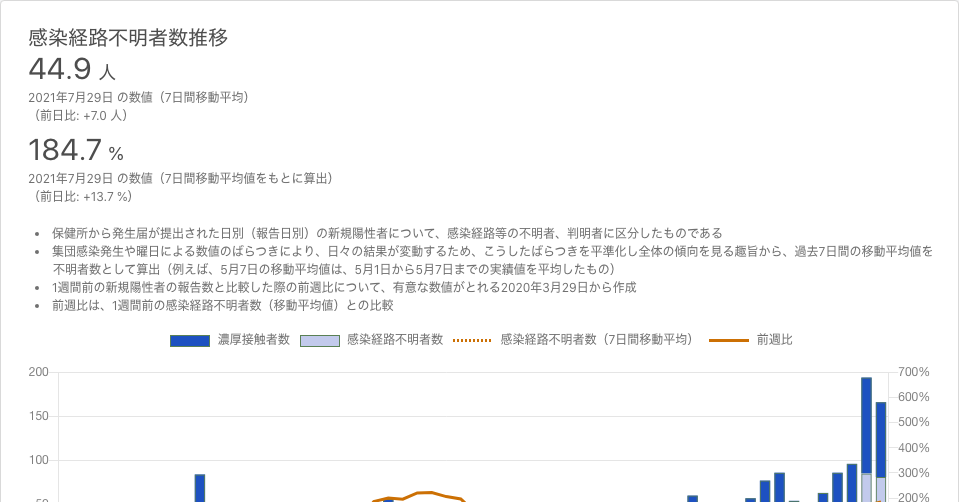 感染経路不明者数推移
44.9 人
2021年7月29日 の数値（7日間移動平均）
（前日比: +7.0 人）
184.7 %
2021年7月29日 の数値（7日間移動平均値をもとに算出）
（前日比: +13.7 %）
• 保健所から発生届が提出された日別（報告日別）の新規陽性者について、感染経路等の不明者、判明者に区分したものである
• 集団感染発生や曜日による数値のばらつきにより、日々の結果が変動するため、こうしたばらつきを平準化し全体の傾向を見る趣旨から、過去7日間の移動平均値を
不明者数として算出（例えば、5月7日の移動平均値は、5月1日から5月7日までの実績値を平均したもの）
• 1週間前の新規陽性者の報告数と比較した際の前週比について、有意な数値がとれる2020年3月29日から作成
• 前週比は、1週間前の感染経路不明者数（移動平均値）との比較
濃厚接触者数 感染経路不明者数 感染経路不明者数（7日間移動平均） 前週比
200 700%
600%
150 500%
400%
100 300%
200%